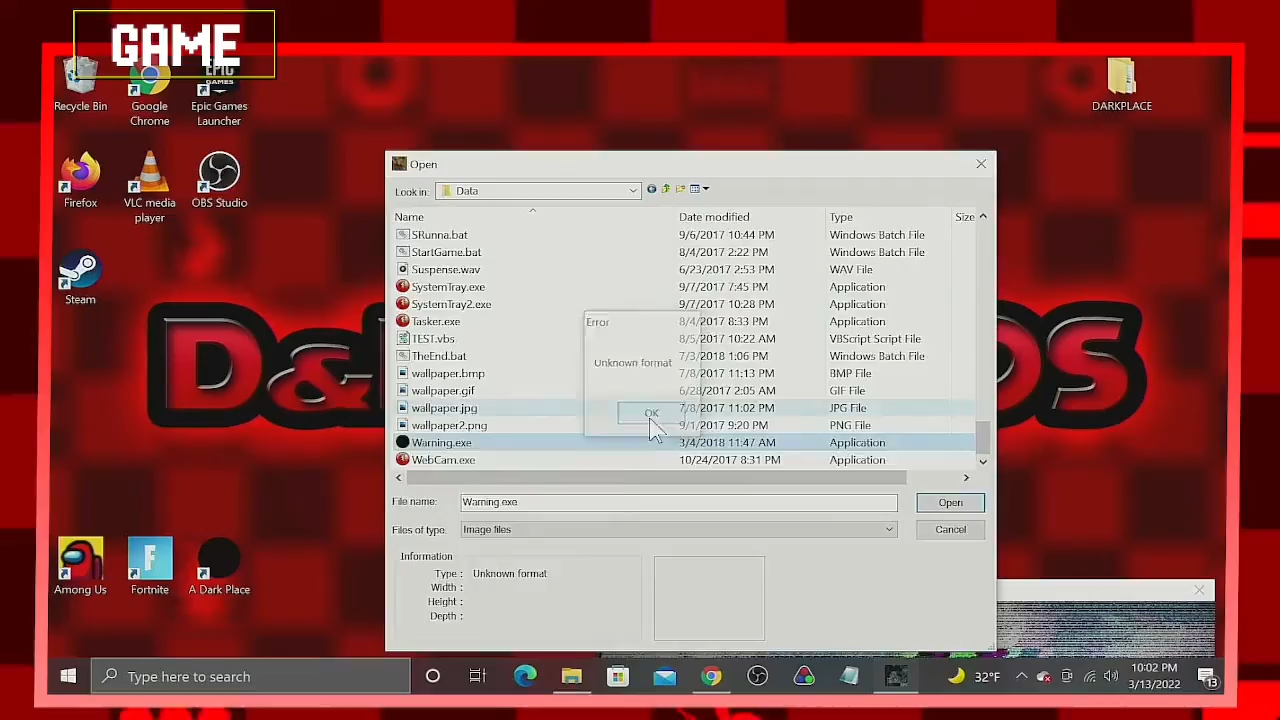 GAME
Recycle Bin
Google Chrome
EPIC GAMES
Epic Games Launcher
DARKPLACE
Firefox
VLC media player
OBS Studio
Steam
D&
OS
Open
Look in:
Data
Name
Date modified
Type
Size
SRunna.bat 9/6/2017 10:44 PM Windows Batch File
StartGame.bat 8/4/2017 2:22 PM Windows Batch File
Suspense.wav 6/23/2017 2:53 PM WAV File
SystemTray.exe 9/7/2017 7:45 PM Application
SystemTray2.exe 9/7/2017 10:28 PM Application
Tasker.exe 8/4/2017 8:33 PM Application
TEST.vbs 8/5/2017 10:22 AM VBScript Script File
TheEnd.bat 7/3/2018 1:06 PM Windows Batch File
wallpaper.bmp 7/8/2017 11:13 PM BMP File
wallpaper.gif 6/28/2017 2:05 AM GIF File
wallpaper.jpg 7/8/2017 11:02 PM JPG File
wallpaper2.png 9/1/2017 9:20 PM PNG File
Warning.exe 3/4/2018 11:47 AM Application
WebCam.exe 10/24/2017 8:31 PM Application
Error
Unknown format
OK
File name: Warning.exe
Open
Files of type: Image files
Cancel
Information
Type : Unknown format
Width :
Height :
Depth :
Among Us
Fortnite
A Dark Place
Type here to search
32°F
10:02 PM
3/13/2022
13